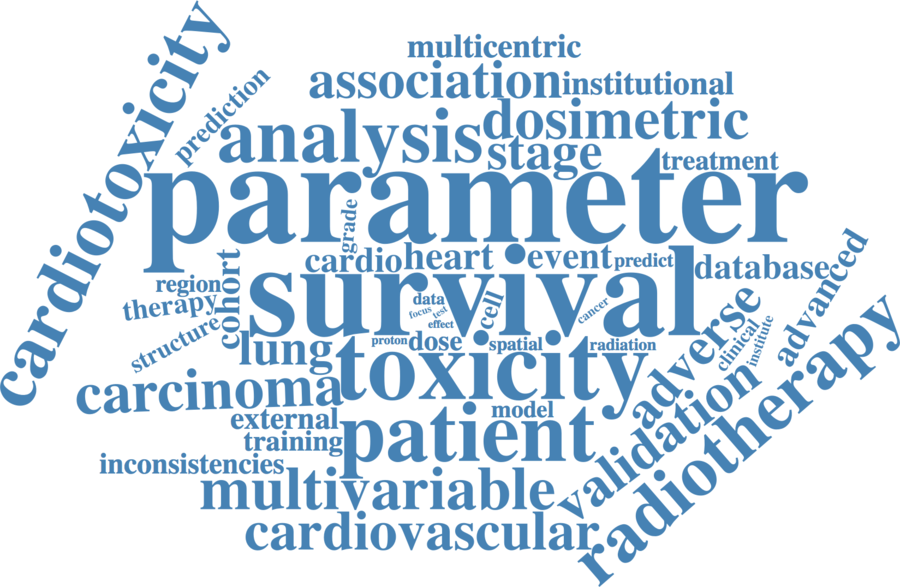 multicentric
association
institutional
cardiotoxicity
prediction
analysis
dosimetric
stage
treatment
parameter
grade
cardio
heart
event
predict
database
advanced
region
cohort
survival
therapy
data
focus
test
cell
cancer
effect
structure
proton
dose
spatial
radiation
adverse
clinical
institute
lung
toxicity
carcinoma
model
external
patient
training
validation
radiotherapy
inconsistencies
multivariable
cardiovascular